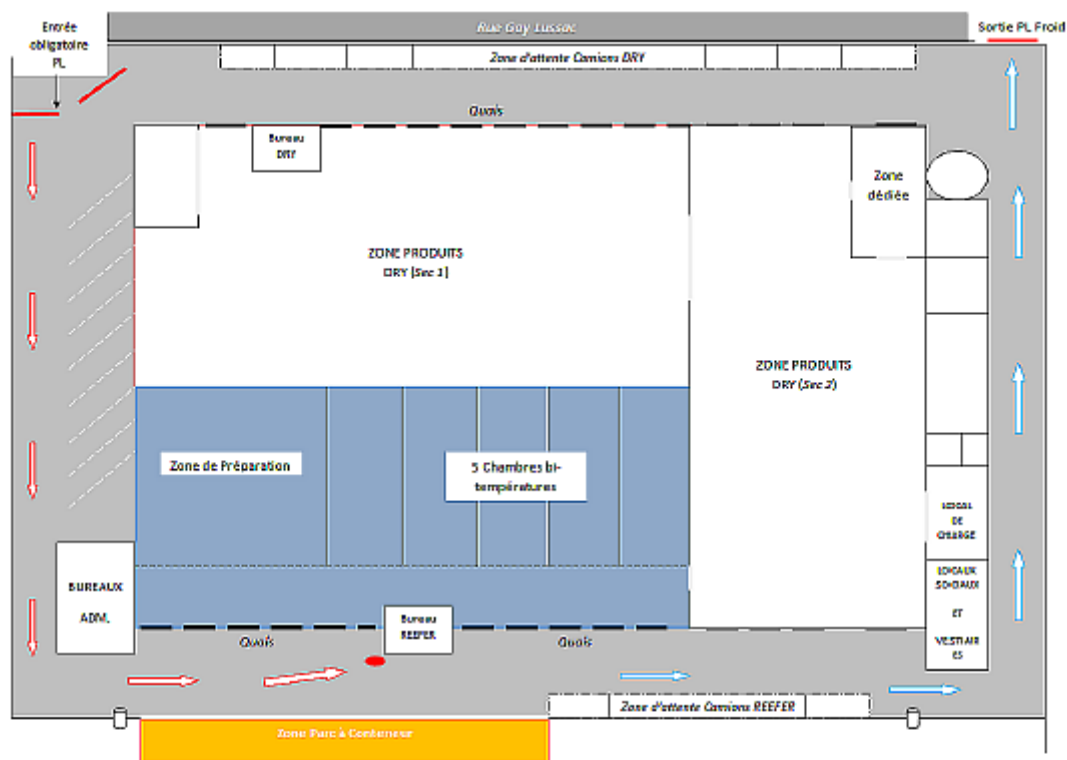 Entrée
obligatoire
PL
Rue Gay Lussac
Sortie PL Froid
Zone d'attente Camions DRY
Quais
Bureau
DRY
Zone
dédiée
ZONE PRODUITS
DRY (Sec 1)
ZONE PRODUITS
DRY (Sec 2)
Zone de Préparation
5 Chambres bi-
températures
LOCAL
DE
CHARGE
BUREAUX
ADM.
LOCAUX
SOCIAUX
ET
VESTIAIR
ES
Bureau
REEFER
Quais
Quais
Zone d'attente Camions REEFER
Zone Parc à Conteneur